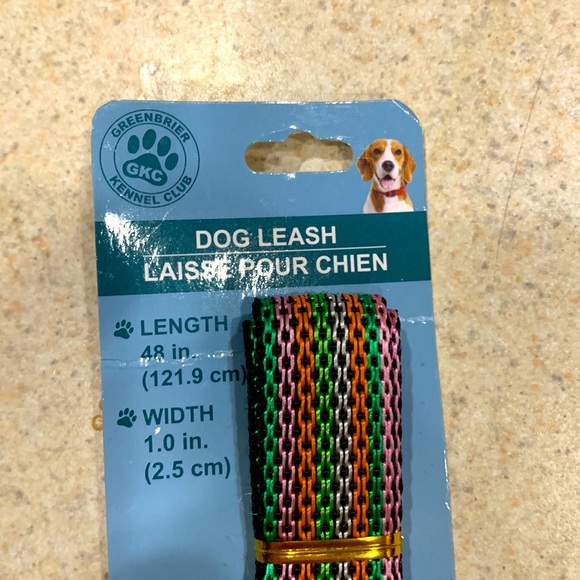 GREENBRIER
GKC
KENNEL CLUB
DOG LEASH
LAISSE POUR CHIEN
LENGTH
48 in.
(121.9 cm)
WIDTH
1.0 in.
(2.5 cm)